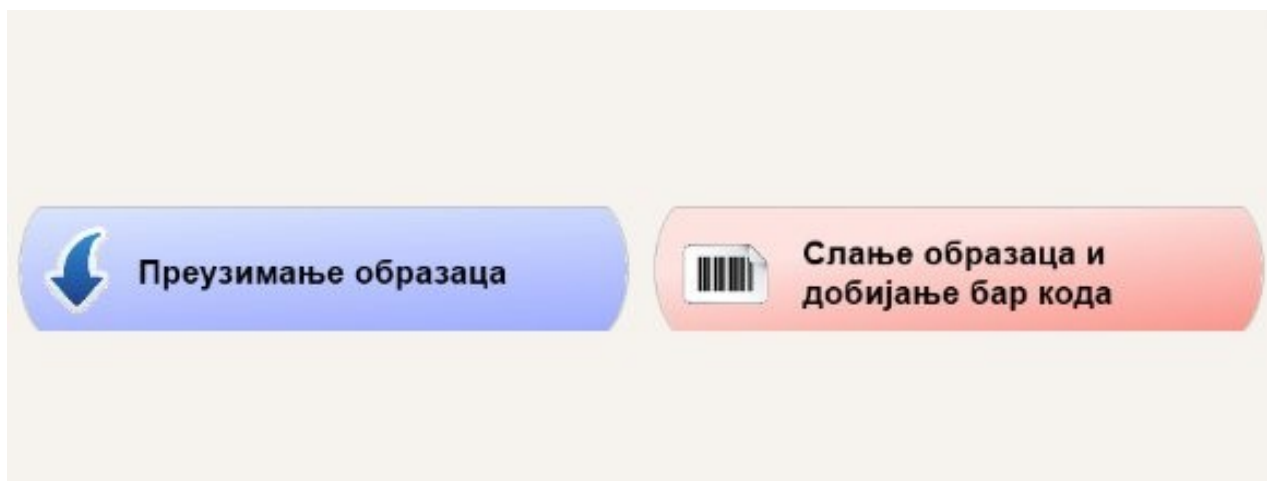 Преузимање образаца
Слање образаца и
добијање бар кода